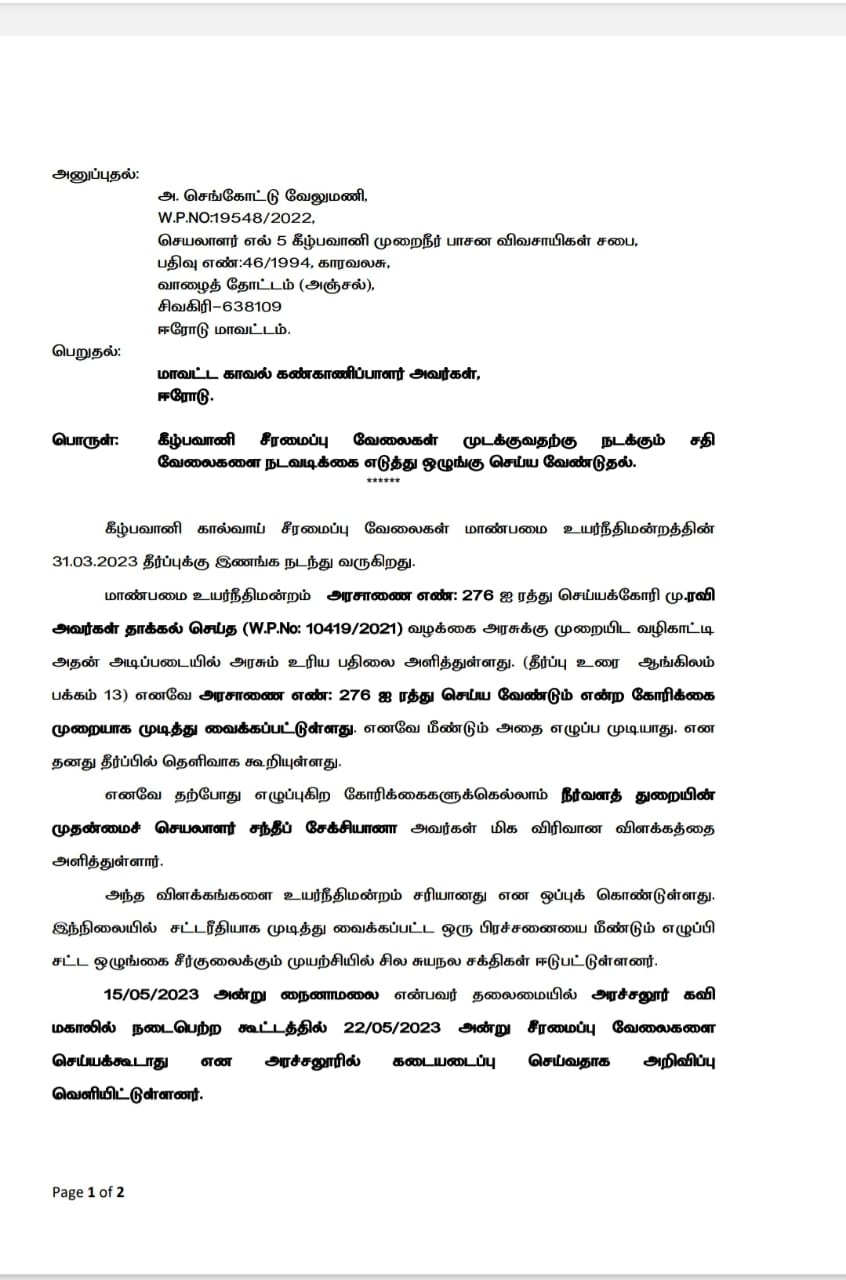 அனுப்புதல்:
அ. செங்கோட்டு வேலுமணி,
W.P.NO:19548/2022,
செயலாளர் எல் 5 கீழ்பவானி முறைநீர் பாசன விவசாயிகள் சபை,
பதிவு எண்:46/1994, காரவலசு,
வாழைத் தோட்டம் (அஞ்சல்),
சிவகிரி-638109
ஈரோடு மாவட்டம்.
பெறுதல்:
மாவட்ட காவல் கண்காணிப்பாளர் அவர்கள்,
ஈரோடு.
பொருள்: கீழ்பவானி சீரமைப்பு வேலைகள் முடக்குவதற்கு நடக்கும் சதி
வேலைகளை நடவடிக்கை எடுத்து ஒழுங்கு செய்ய வேண்டுதல்.
******
கீழ்பவானி கால்வாய் சீரமைப்பு வேலைகள் மாண்பமை உயர்நீதிமன்றத்தின்
31.03.2023 தீர்ப்புக்கு இணங்க நடந்து வருகிறது.
மாண்பமை உயர்நீதிமன்றம் அரசாணை எண்: 276 ஐ ரத்து செய்யக்கோரி மு.ரவி
அவர்கள் தாக்கல் செய்த (W.P.No: 10419/2021) வழக்கை அரசுக்கு முறையிட வழிகாட்டி
அதன் அடிப்படையில் அரசும் உரிய பதிலை அளித்துள்ளது. (தீர்ப்பு உரை ஆங்கிலம்
பக்கம் 13) எனவே அரசாணை எண்: 276 ஐ ரத்து செய்ய வேண்டும் என்ற கோரிக்கை
முறையாக முடித்து வைக்கப்பட்டுள்ளது. எனவே மீண்டும் அதை எழுப்ப முடியாது. என
தனது தீர்ப்பில் தெளிவாக கூறியுள்ளது.
எனவே தற்போது எழுப்புகிற கோரிக்கைகளுக்கெல்லாம் நீர்வளத் துறையின்
முதன்மைச் செயலாளர் சந்தீப் சேக்சியானா அவர்கள் மிக விரிவான விளக்கத்தை
அளித்துள்ளார்.
அந்த விளக்கங்களை உயர்நீதிமன்றம் சரியானது என ஒப்புக் கொண்டுள்ளது.
இந்நிலையில் சட்டரீதியாக முடித்து வைக்கப்பட்ட ஒரு பிரச்சனையை மீண்டும் எழுப்பி
சட்ட ஒழுங்கை சீர்குலைக்கும் முயற்சியில் சில சுயநல சக்திகள் ஈடுபட்டுள்ளனர்.
15/05/2023 அன்று நைனாமலை என்பவர் தலைமையில் அரச்சலூர் கவி
மகாலில் நடைபெற்ற கூட்டத்தில் 22/05/2023 அன்று சீரமைப்பு வேலைகளை
செய்யக்கூடாது என அரச்சலூரில் கடையடைப்பு செய்வதாக அறிவிப்பு
வெளியிட்டுள்ளனர்.
Page 1 of 2